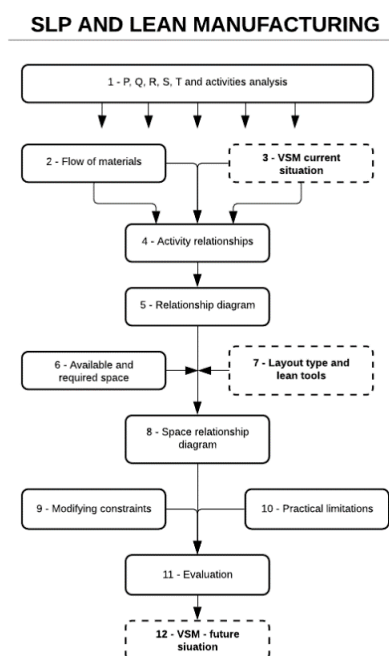 SLP AND LEAN MANUFACTURING
1 - P, Q, R, S, T and activities analysis
2 - Flow of materials
3 - VSM current
situation
4 - Activity relationships
5 - Relationship diagram
6 - Available and
required space
7 - Layout type and
lean tools
8 - Space relationship
diagram
9 - Modifying constraints
10 - Practical limitations
11 - Evaluation
12 - VSM - future
siuation